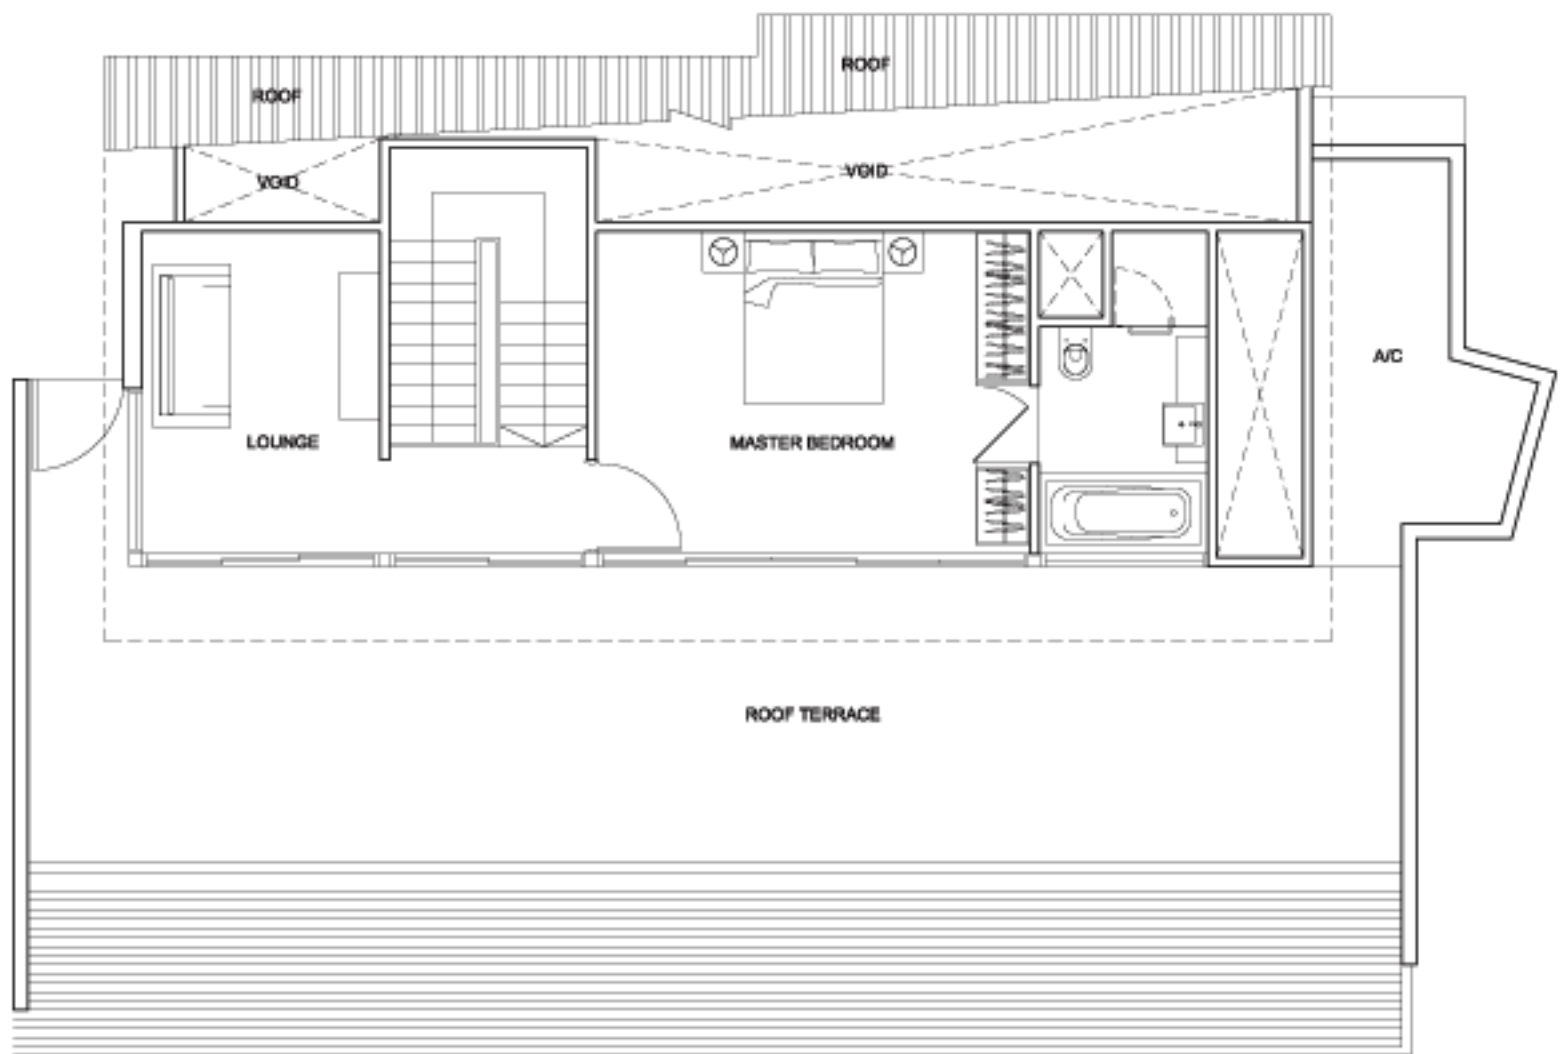 ROOF
ROOF
VOID
VOID
A/C
LOUNGE
MASTER BEDROOM
ROOF TERRACE